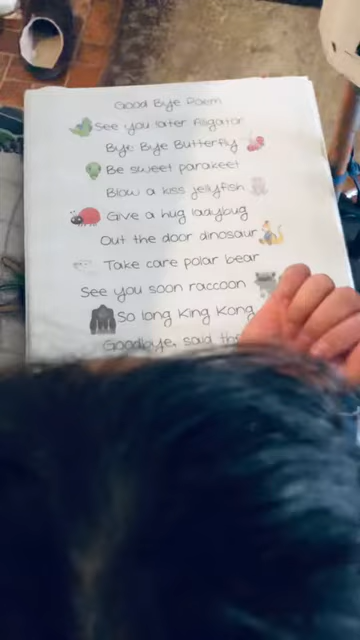 Good Bye Poem
See you later Aligator
Bye Bye Butterfly
Be sweet parakeet
Blow a kiss jellyfish
Give a hug ladybug
Out the door dinosaur
Take care polar bear
See you soon raccoon
So long King Kong
Goodbye, said